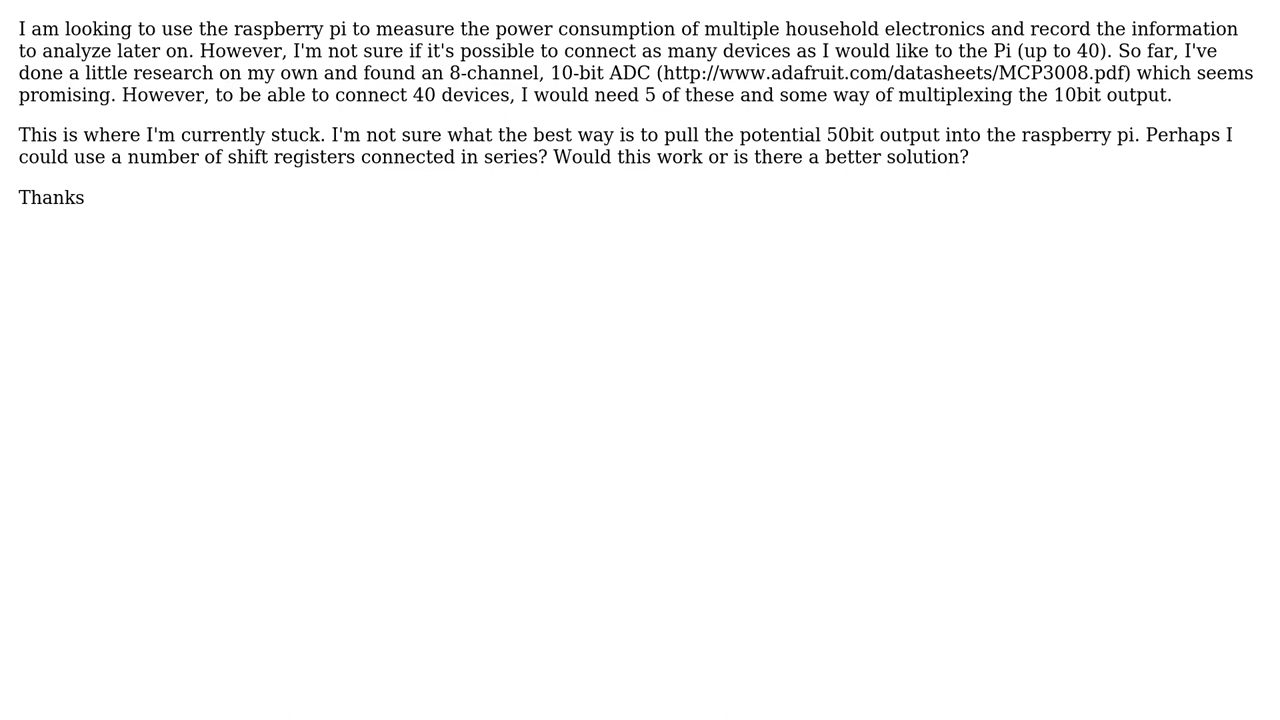 I am looking to use the raspberry pi to measure the power consumption of multiple household electronics and record the information
to analyze later on. However, I'm not sure if it's possible to connect as many devices as I would like to the Pi (up to 40). So far, I've
done a little research on my own and found an 8-channel, 10-bit ADC (http://www.adafruit.com/datasheets/MCP3008.pdf) which seems
promising. However, to be able to connect 40 devices, I would need 5 of these and some way of multiplexing the 10bit output.
This is where I'm currently stuck. I'm not sure what the best way is to pull the potential 50bit output into the raspberry pi. Perhaps I
could use a number of shift registers connected in series? Would this work or is there a better solution?
Thanks